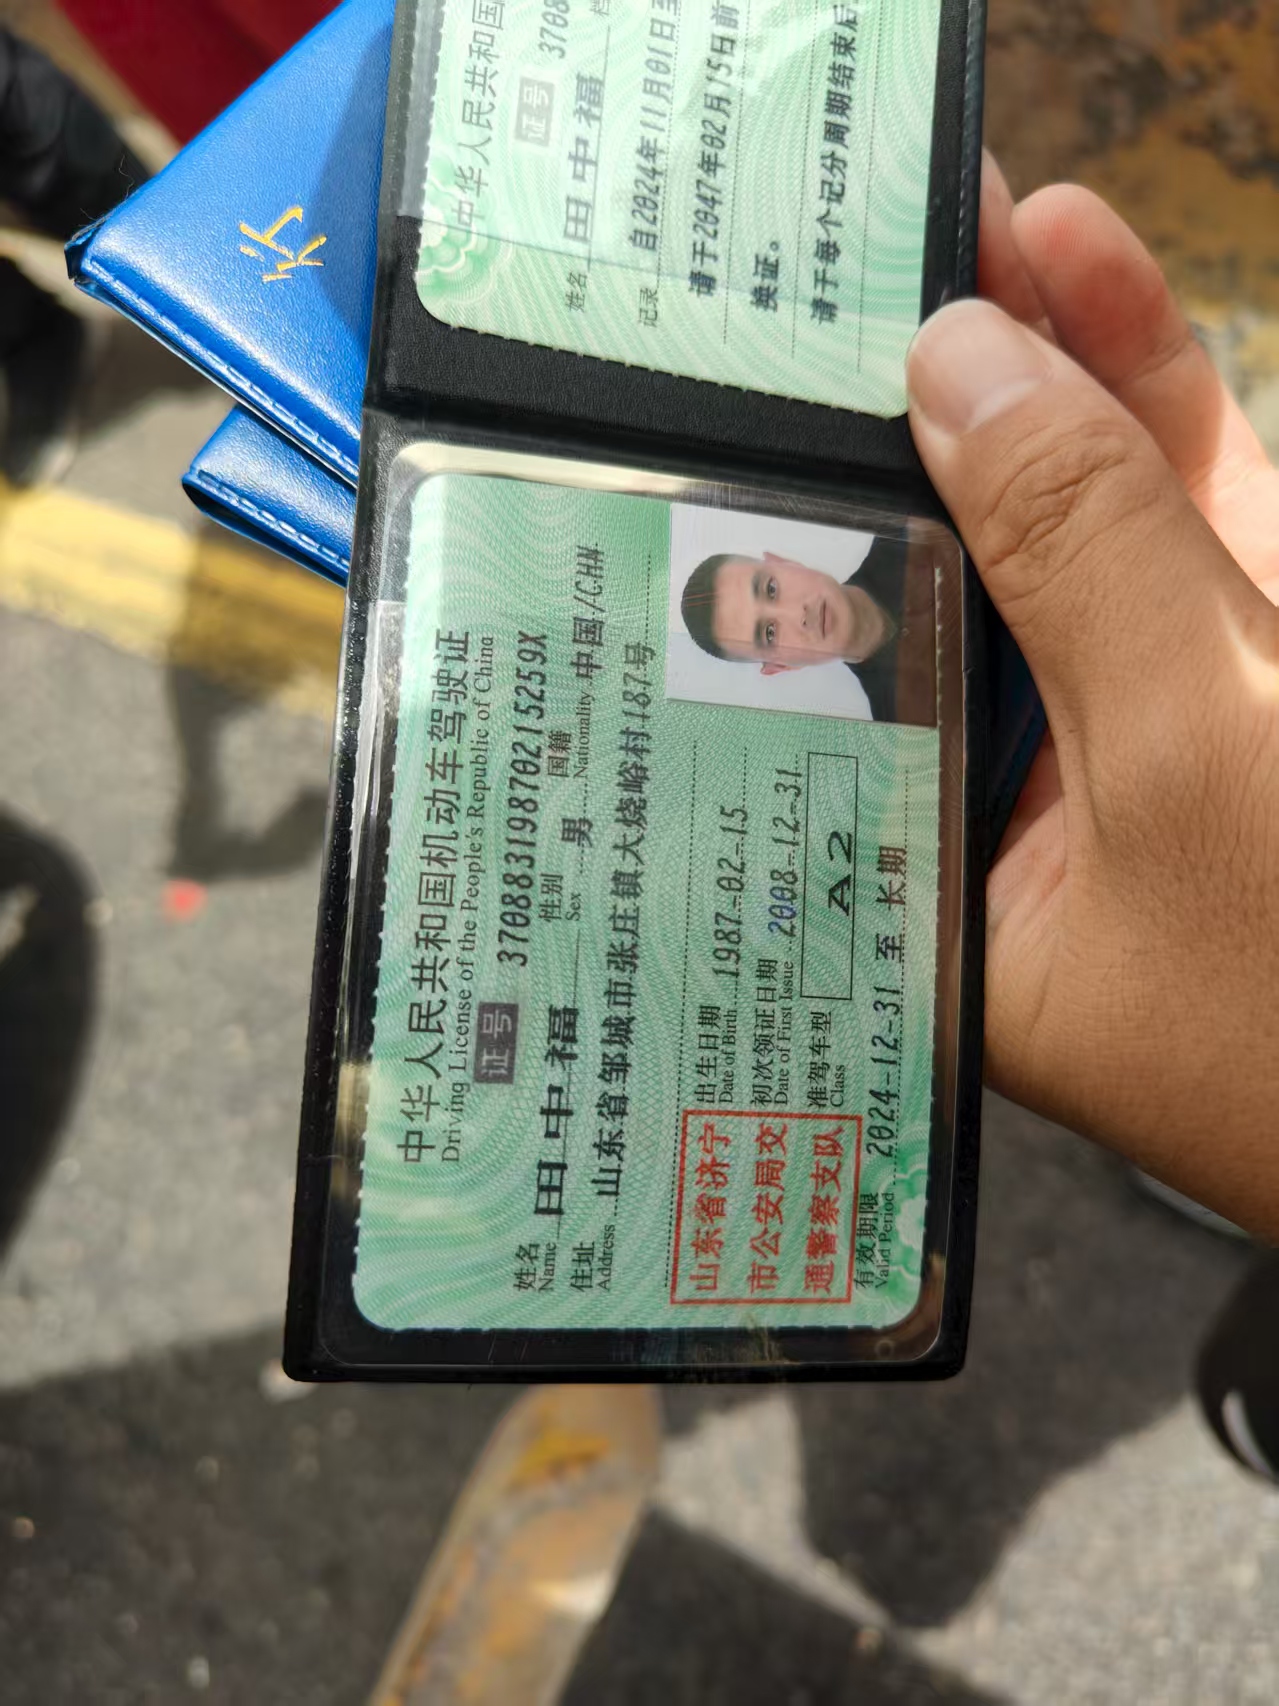 中华人民共和国机动车驾驶证
Driving License of the People's Republic of China
证号 37088319870215259X
姓名 田中福 性别 男 国籍 中国/CHN
Name Sex Nationality
住址 山东省邹城市张庄镇大烧峪村187号
Address
山东省济宁
市公安局交
通警察支队
出生日期 1987-02-15
Date of Birth
初次领证日期 2008-12-31
Date of First Issue
准驾车型 A2
Class
有效期限 2024-12-31 至 长期
Valid Period
中华人民共和国
证号 3708
姓名 田中福 档
记录 自2024年11月01日至
请于2047年02月15日前
换证。
请于每个记分周期结束后